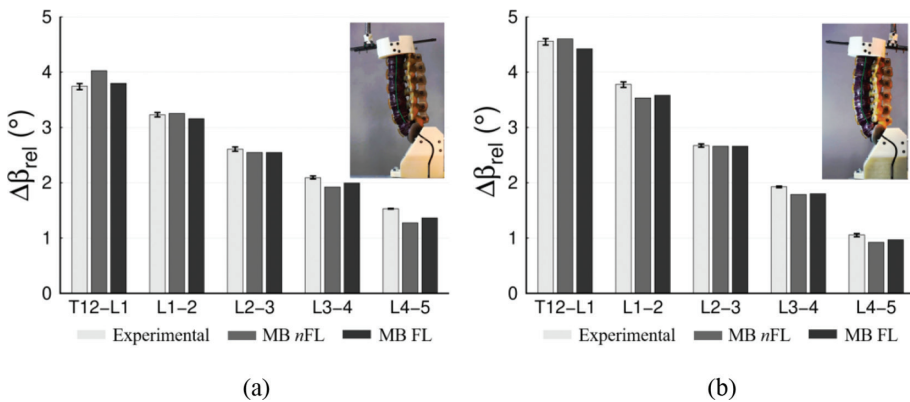 5
4
3
2
1
0
Δβrel (°)
T12–L1 L1–2 L2–3 L3–4 L4–5
Experimental MB nFL MB FL
(a)
5
4
3
2
1
0
Δβrel (°)
T12–L1 L1–2 L2–3 L3–4 L4–5
Experimental MB nFL MB FL
(b)